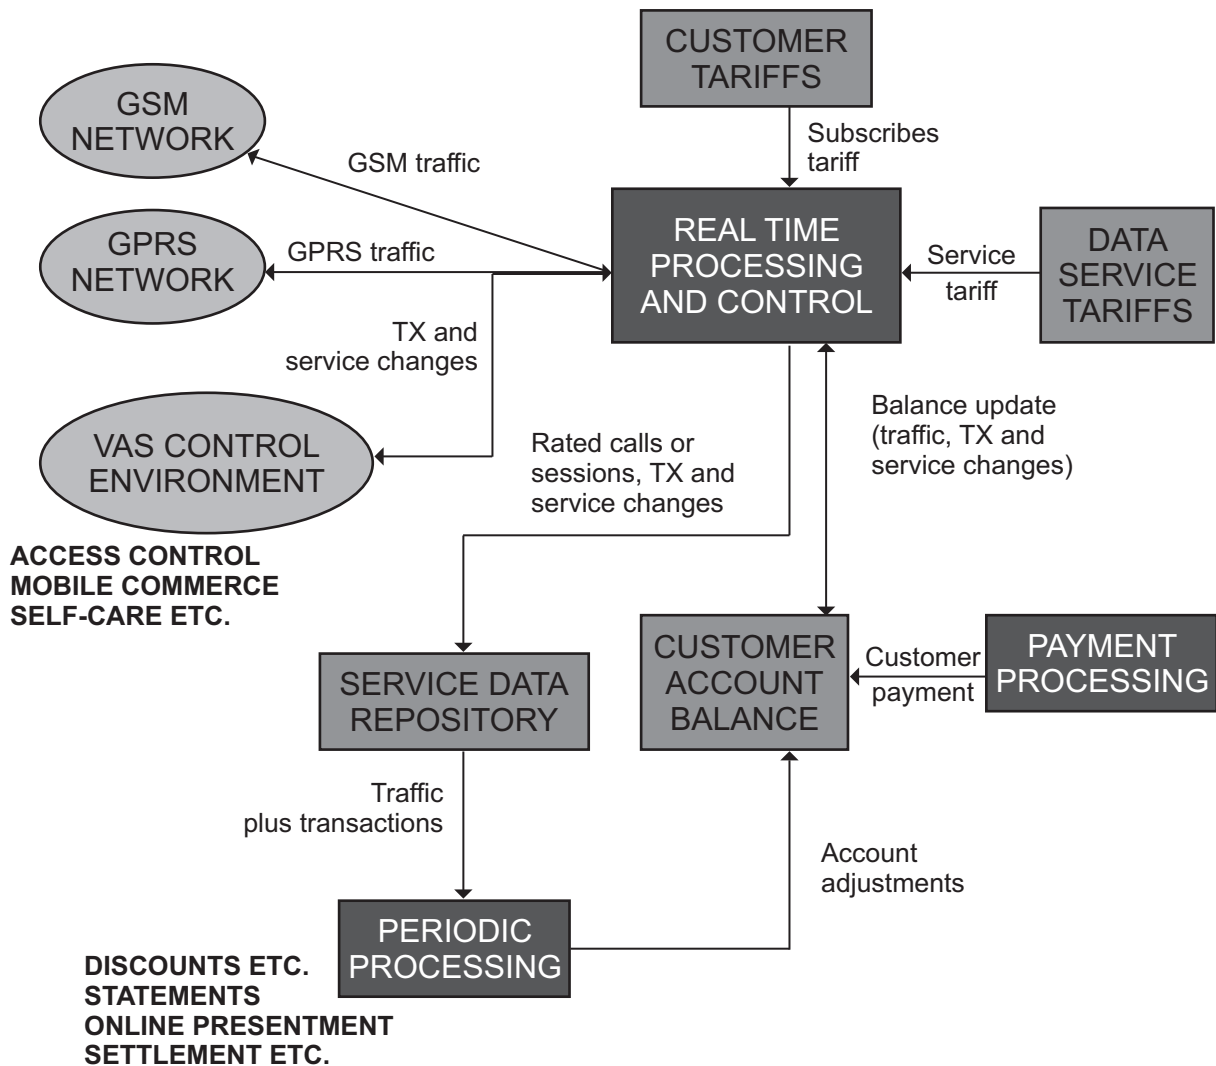 CUSTOMER
TARIFFS
GSM
NETWORK
GSM traffic
Subscribes
tariff
GPRS
NETWORK
GPRS traffic
REAL TIME
PROCESSING
AND CONTROL
Service
tariff
DATA
SERVICE
TARIFFS
TX and
service changes
VAS CONTROL
ENVIRONMENT
Rated calls or
sessions, TX and
service changes
Balance update
(traffic, TX and
service changes)
ACCESS CONTROL
MOBILE COMMERCE
SELF-CARE ETC.
SERVICE DATA
REPOSITORY
CUSTOMER
ACCOUNT
BALANCE
Customer
payment
PAYMENT
PROCESSING
Traffic
plus transactions
Account
adjustments
PERIODIC
PROCESSING
DISCOUNTS ETC.
STATEMENTS
ONLINE PRESENTMENT
SETTLEMENT ETC.